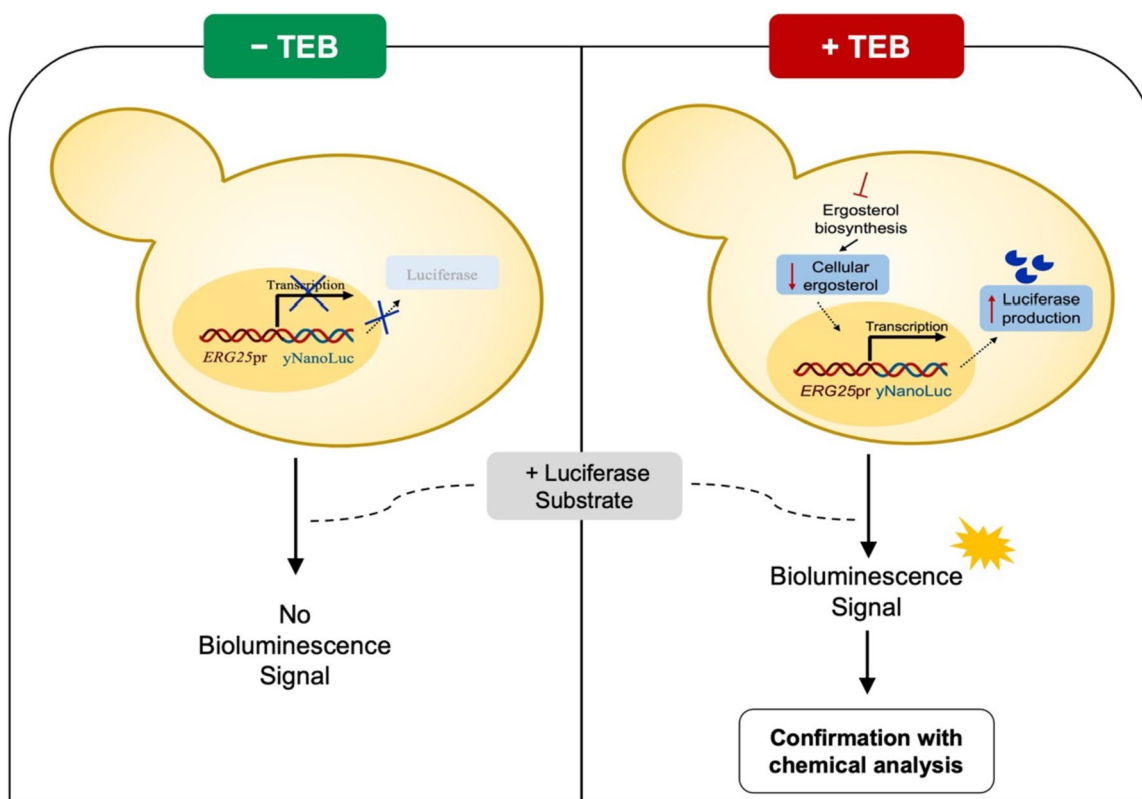 − TEB
Transcription
Luciferase
ERG25pr yNanoLuc
No
Bioluminescence
Signal
+ Luciferase
Substrate
+ TEB
Ergosterol
biosynthesis
Cellular
ergosterol
Luciferase
production
Transcription
ERG25pr yNanoLuc
Bioluminescence
Signal
Confirmation with
chemical analysis